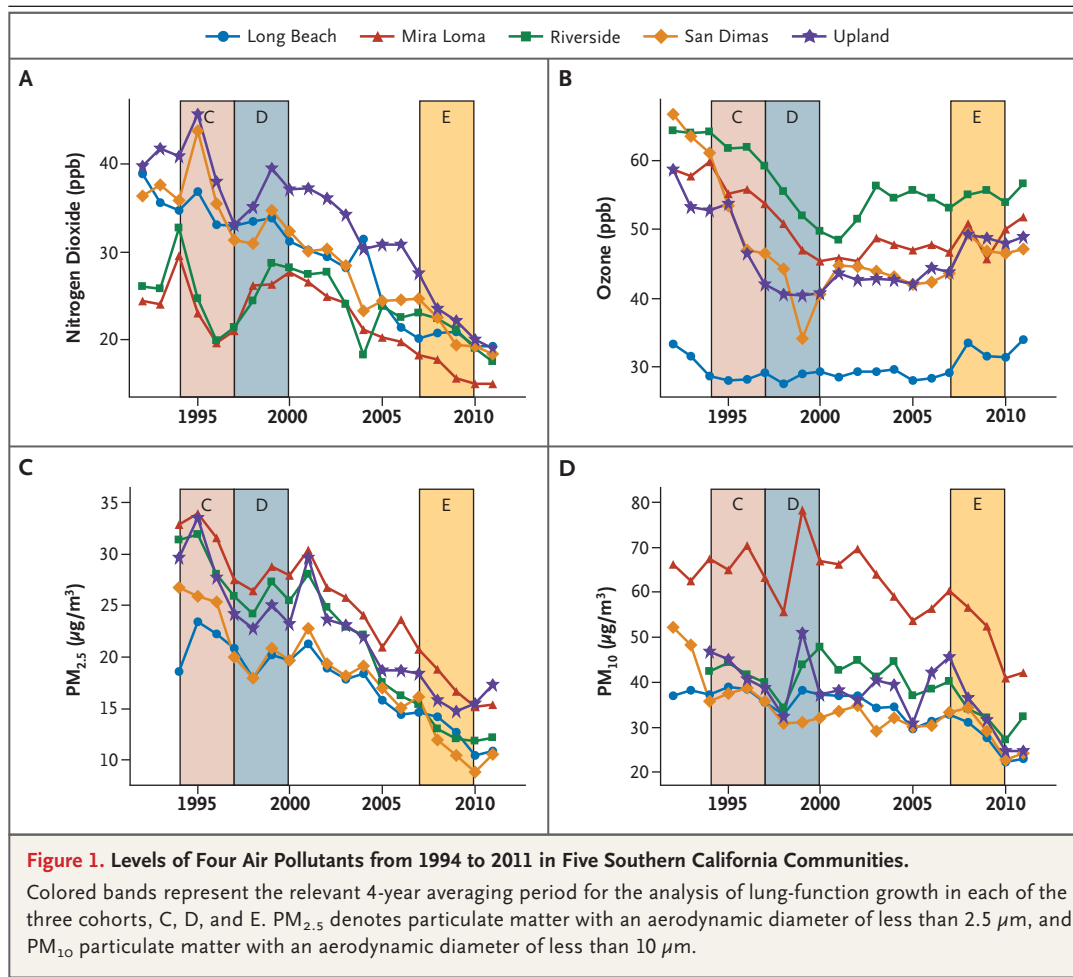 Long Beach Mira Loma Riverside San Dimas Upland
A
C D E
Nitrogen Dioxide (ppb)
40
30
20
1995 2000 2005 2010
B
C D E
Ozone (ppb)
60
50
40
30
1995 2000 2005 2010
C
C D E
PM2.5 (µg/m³)
35
30
25
20
15
10
1995 2000 2005 2010
D
C D E
PM10 (µg/m³)
80
70
60
50
40
30
20
1995 2000 2005 2010
Figure 1. Levels of Four Air Pollutants from 1994 to 2011 in Five Southern California Communities.
Colored bands represent the relevant 4-year averaging period for the analysis of lung-function growth in each of the
three cohorts, C, D, and E. PM2.5 denotes particulate matter with an aerodynamic diameter of less than 2.5 µm, and
PM10 particulate matter with an aerodynamic diameter of less than 10 µm.